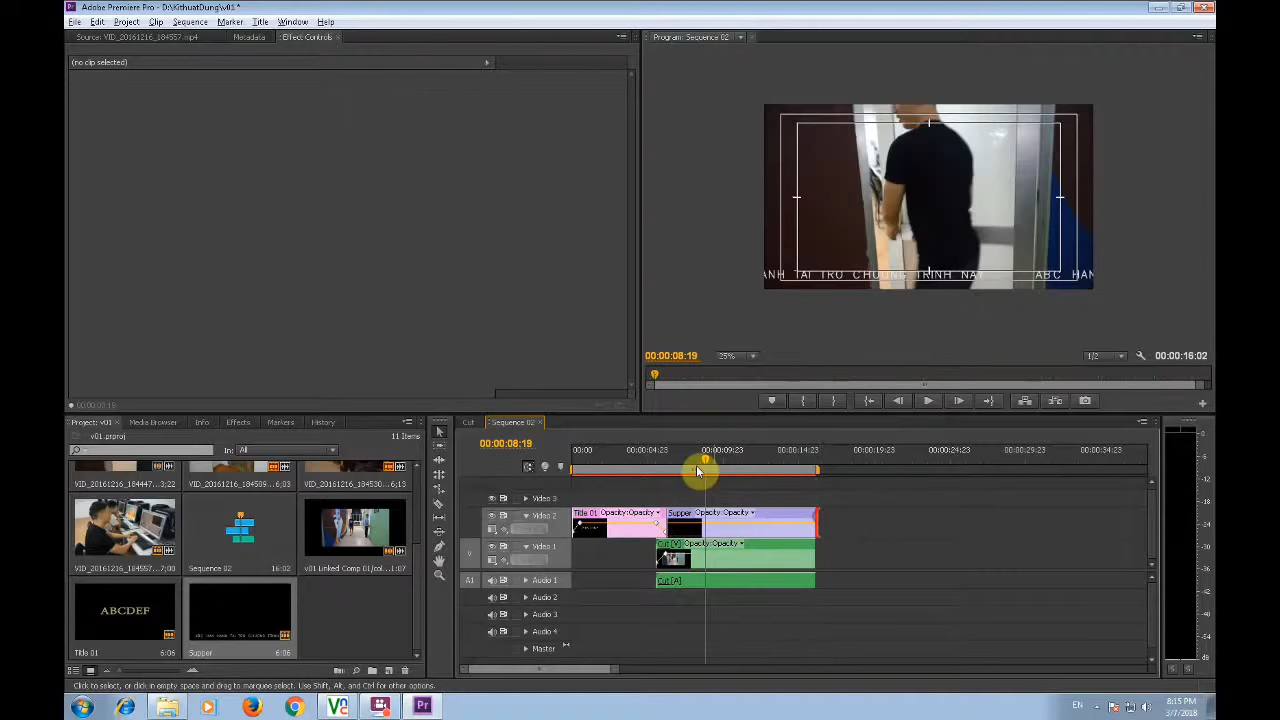 Adobe Premiere Pro - D:\KithuatDung\v01 *
File Edit Project Clip Sequence Marker Title Window Help
Source: VID_20161216_184557.mp4 Metadata Effect Controls × Program: Sequence 02
(no clip selected)
ANH TAI TRO CHUONG TRINH NAY ABC HAN
00:00:08:19 25% 1/2 00:00:16:02
00:00:03:19
Project: v01 × Media Browser Info Effects Markers History Cut Sequence 02 ×
v01.prproj 11 Items
In: All
00:00:08:19
00:00 00:00:04:23 00:00:09:23 00:00:14:23 00:00:19:23 00:00:24:23 00:00:29:23 00:00:34:23
VID_20161216_184447...3;22 VID_20161216_184509...6;03 VID_20161216_184538...6;13
Video 3
Title 01 Opacity:Opacity Supper Opacity:Opacity
Video 2
V Video 1 Cut [V] Opacity:Opacity
VID_20161216_184557...7;00 Sequence 02 16:02 v01 Linked Comp 01/col...1:07
A1 Audio 1 Cut [A]
Audio 2
Audio 3
Audio 4
Master
ABCDEF
Title 01 6:06 Supper 6:06
Click to select, or click in empty space and drag to marquee select. Use Shift, Alt, and Ctrl for other options.
EN 8:15 PM
3/7/2018